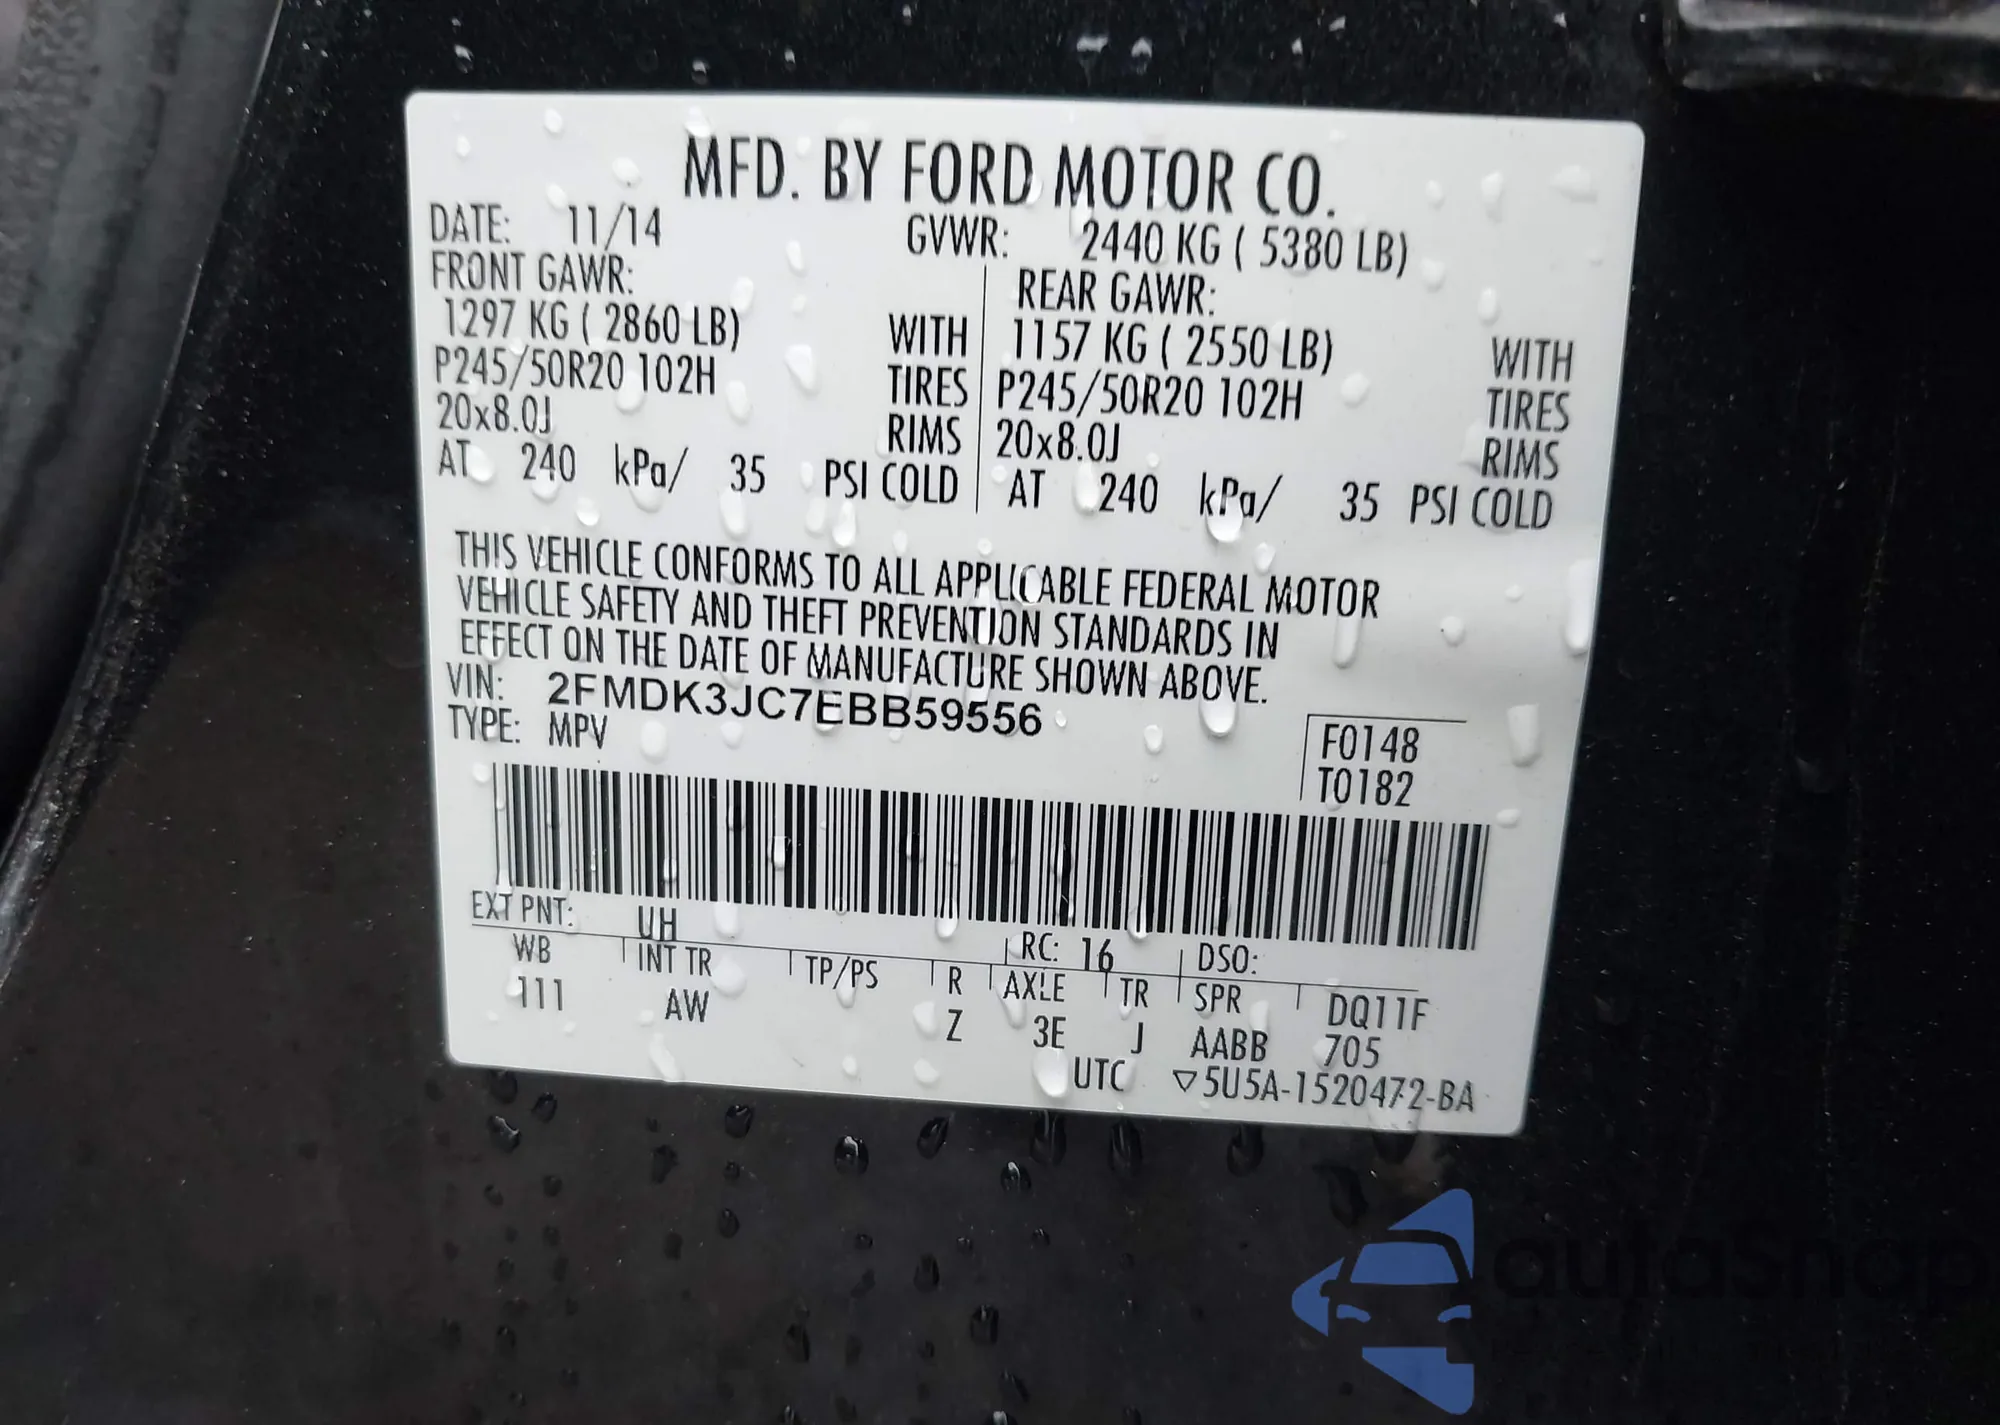 MFD. BY FORD MOTOR CO.
DATE: 11/14 GVWR: 2440 KG ( 5380 LB)
FRONT GAWR: REAR GAWR:
1297 KG ( 2860 LB) WITH 1157 KG ( 2550 LB) WITH
P245/50R20 102H TIRES P245/50R20 102H TIRES
20x8.0J RIMS 20x8.0J RIMS
AT 240 kPa/ 35 PSI COLD AT 240 kPa/ 35 PSI COLD
THIS VEHICLE CONFORMS TO ALL APPLICABLE FEDERAL MOTOR
VEHICLE SAFETY AND THEFT PREVENTION STANDARDS IN
EFFECT ON THE DATE OF MANUFACTURE SHOWN ABOVE.
VIN: 2FMDK3JC7EBB59556
TYPE: MPV
F0148
T0182
EXT PNT: UH RC: 16 DSO:
WB INT TR TP/PS R AXLE TR SPR DQ11F
111 AW Z 3E J AABB 705
UTC ▽5U5A-1520472-BA
autosnap